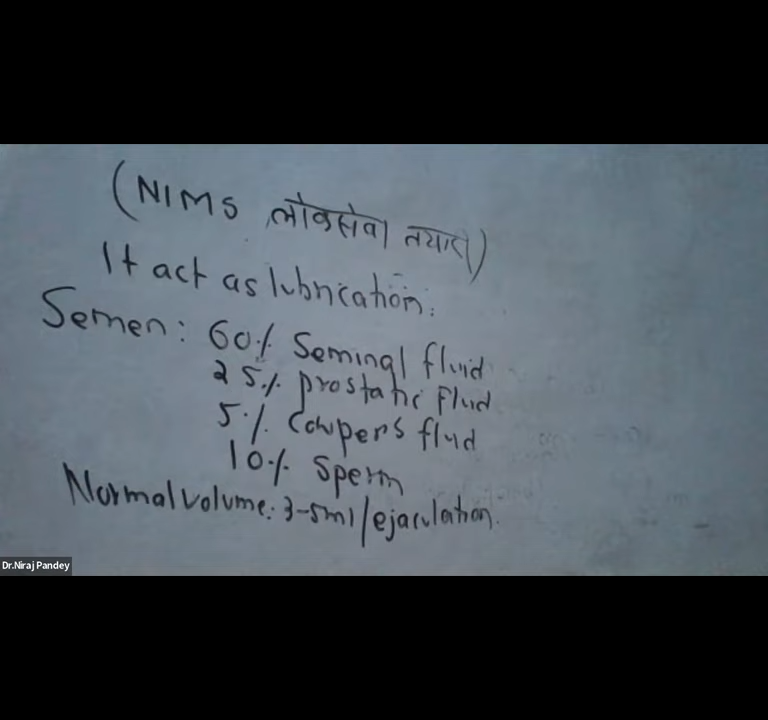 (NIMS लोकसेवा तयारी)
It act as lubrication.
Semen: 60% Seminal fluid
25% prostatic fluid
5% Cowpers fluid
10% Sperm
Normal volume: 3-5ml/ejaculation.
Dr.Niraj Pandey